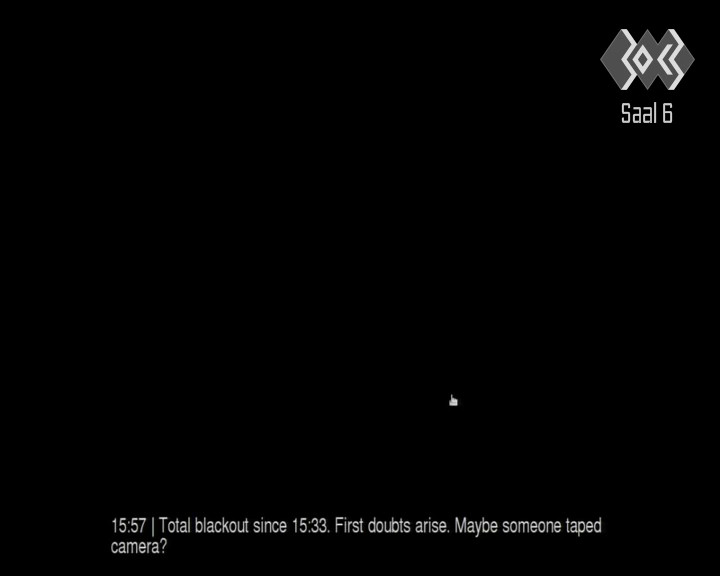 Saal 6
15:57 | Total blackout since 15:33. First doubts arise. Maybe someone taped
camera?